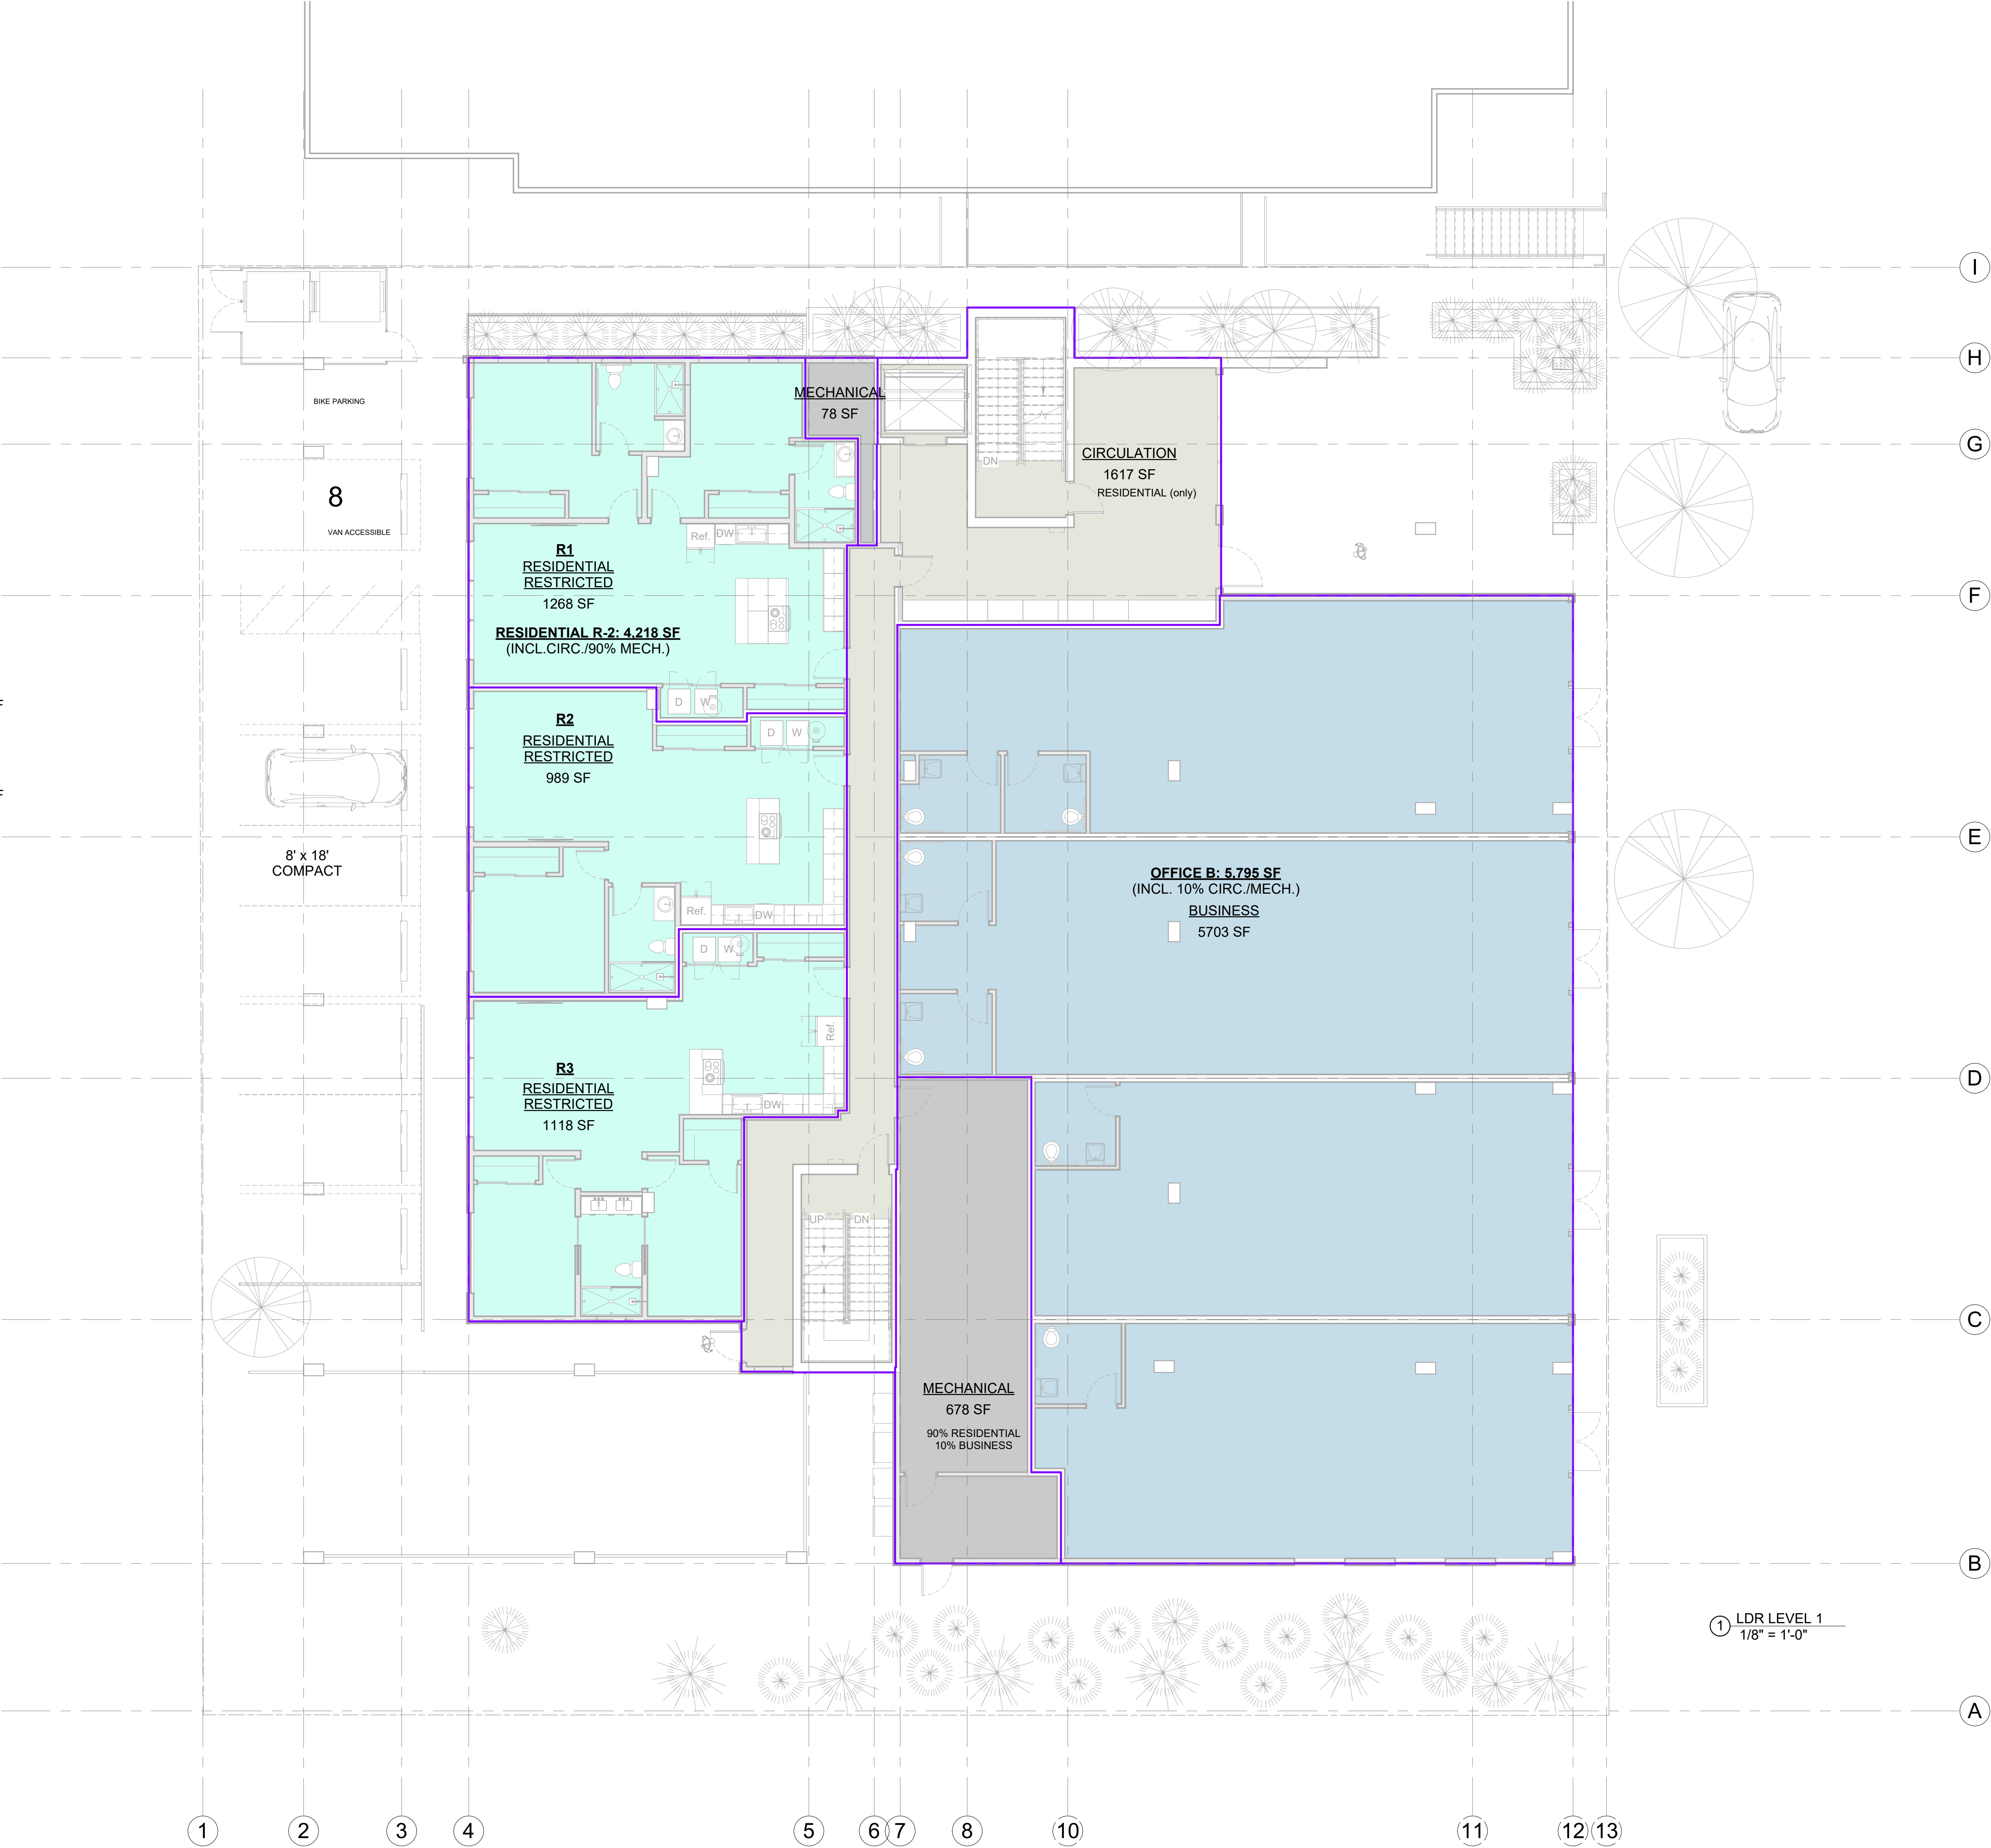 I
H
BIKE PARKING
MECHANICAL
78 SF
G
CIRCULATION
1617 SF
RESIDENTIAL (only)
DN
8
VAN ACCESSIBLE
Ref.
DW
R1
RESIDENTIAL
RESTRICTED
1268 SF
F
RESIDENTIAL R-2: 4,218 SF
(INCL.CIRC./90% MECH.)
D
W
R2
RESIDENTIAL
RESTRICTED
989 SF
D
W
E
8' x 18'
COMPACT
OFFICE B: 5,795 SF
(INCL. 10% CIRC./MECH.)
BUSINESS
5703 SF
Ref.
DW
D
W
Ref.
R3
RESIDENTIAL
RESTRICTED
1118 SF
D
DW
UP
DN
C
MECHANICAL
678 SF
90% RESIDENTIAL
10% BUSINESS
B
1
LDR LEVEL 1
1/8" = 1'-0"
A
1
2
3
4
5
6
7
8
10
11
12
13